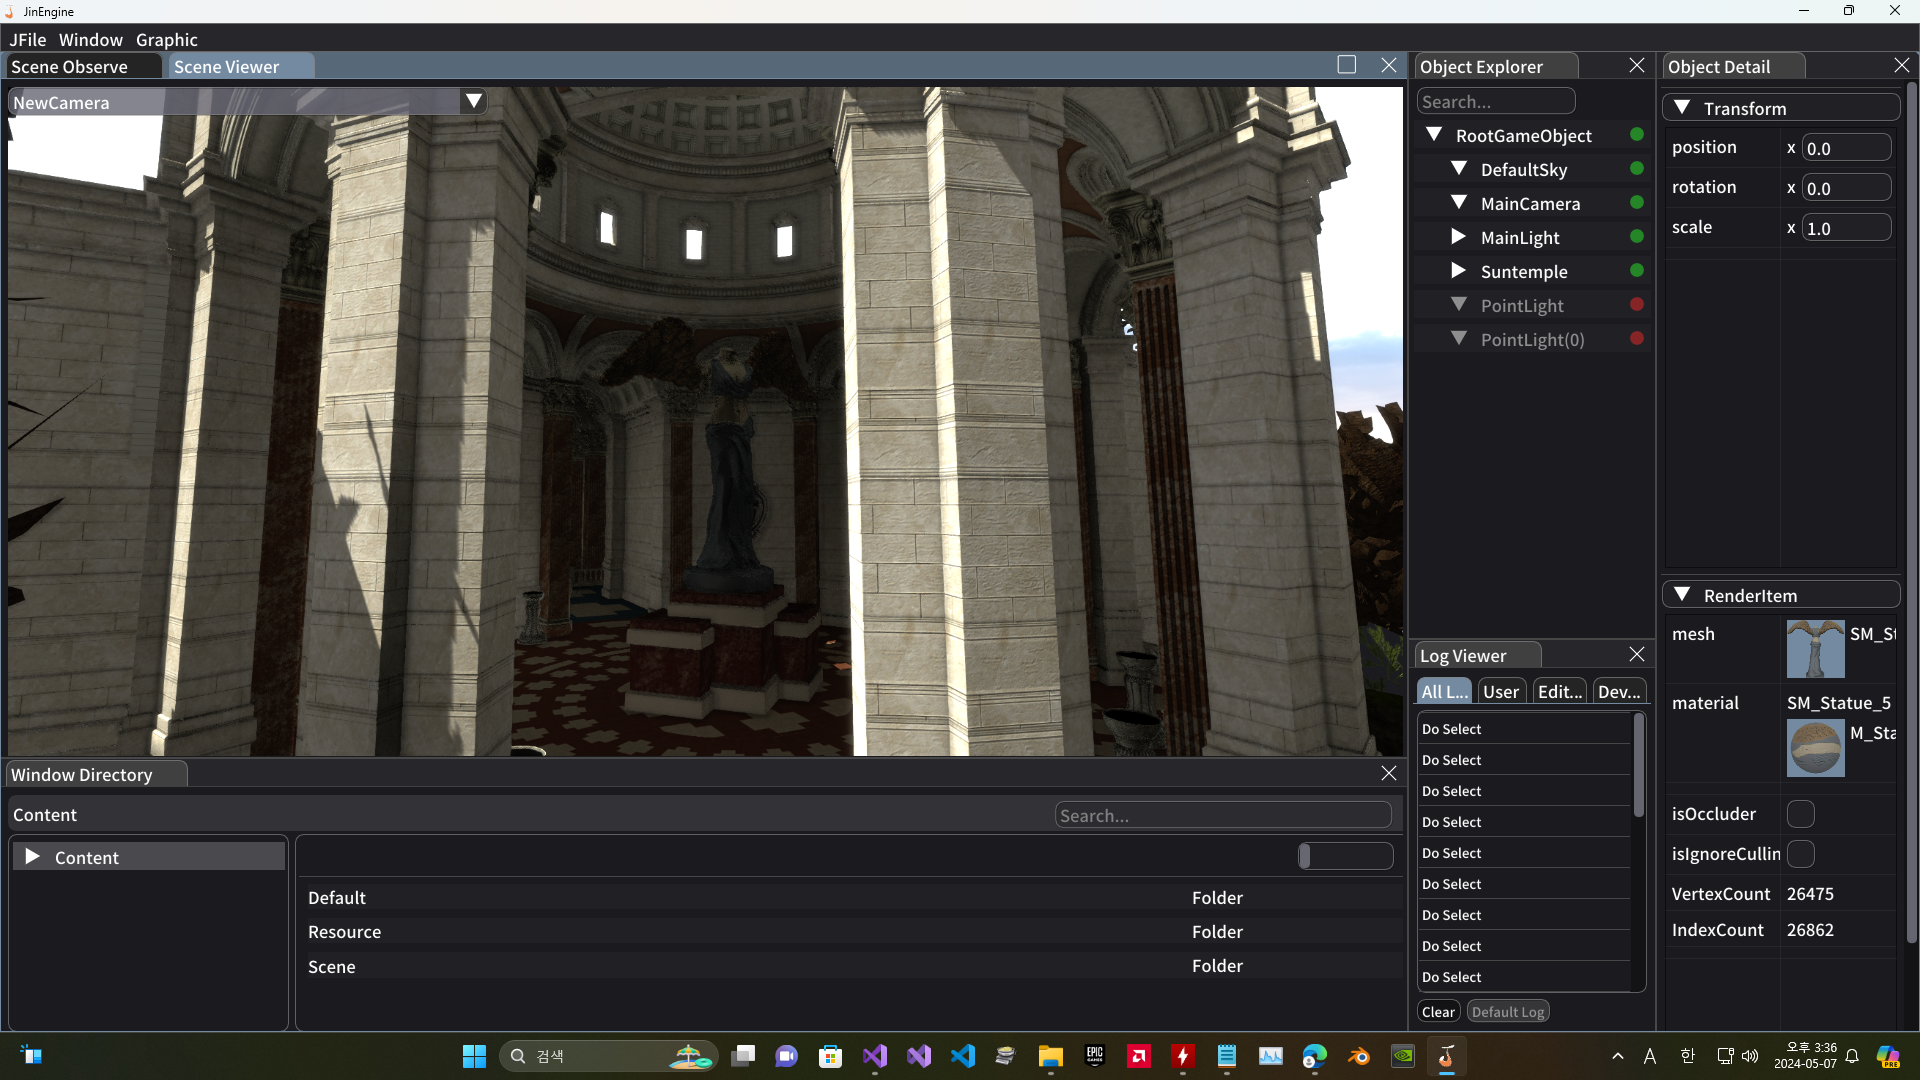 JinEngine
JFile Window Graphic
Scene Observe Scene Viewer
NewCamera
Object Explorer
Search...
RootGameObject
DefaultSky
MainCamera
MainLight
Suntemple
PointLight
PointLight(0)
Object Detail
Transform
position x 0.0
rotation x 0.0
scale x 1.0
RenderItem
mesh SM_St
material SM_Statue_5
M_Sta
isOccluder
isIgnoreCullin
VertexCount 26475
IndexCount 26862
Log Viewer
All L... User Edit... Dev...
Do Select
Do Select
Do Select
Do Select
Do Select
Do Select
Do Select
Do Select
Do Select
Clear Default Log
Window Directory
Content Search...
Content
Default Folder
Resource Folder
Scene Folder
검색
EPIC GAMES
A 한
오후 3:36
2024-05-07
PRE